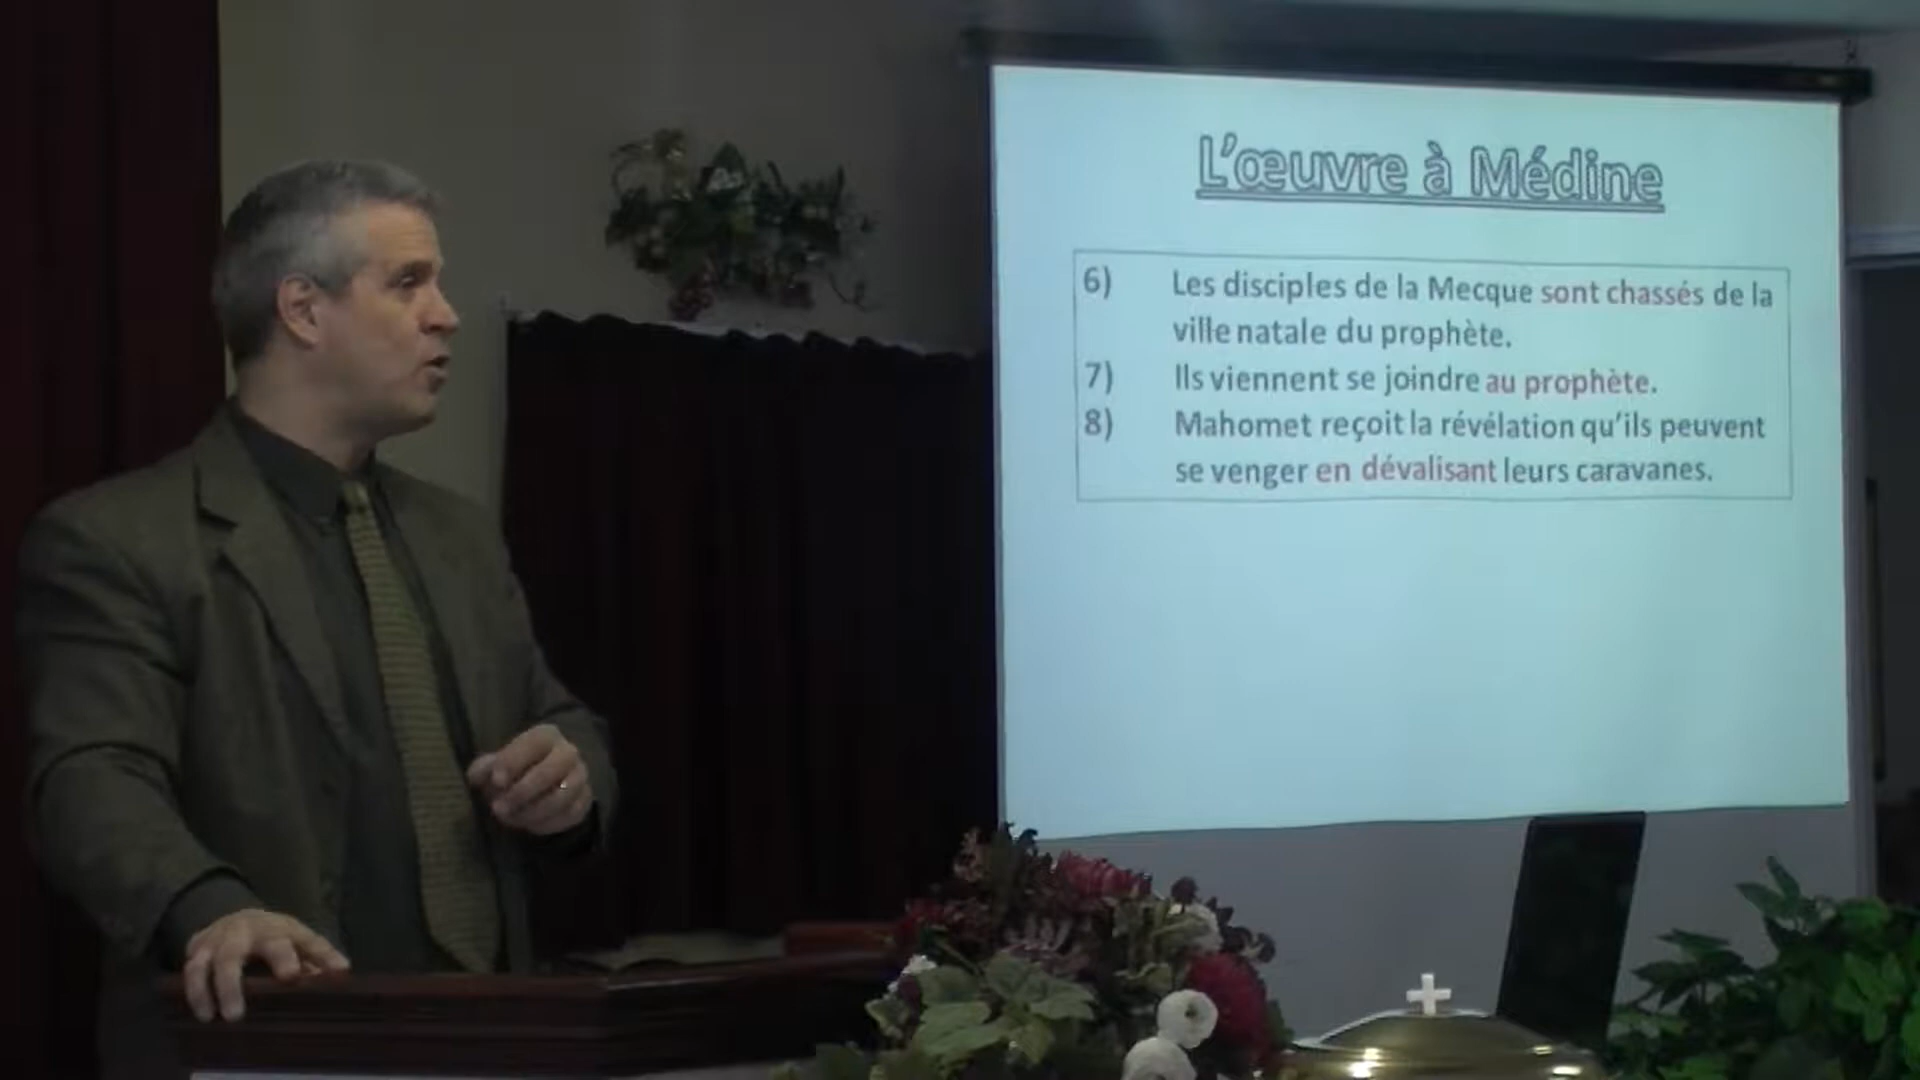 L'œuvre à Médine
6) Les disciples de la Mecque sont chassés de la
ville natale du prophète.
7) Ils viennent se joindre au prophète.
8) Mahomet reçoit la révélation qu'ils peuvent
se venger en dévalisant leurs caravanes.